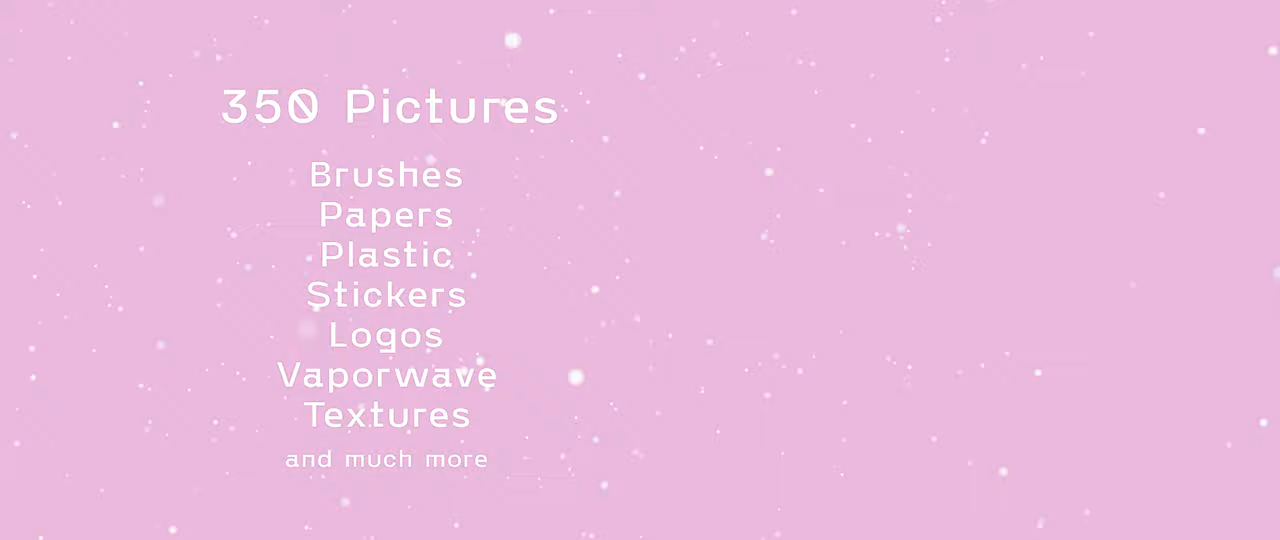 350 Pictures
Brushes
Papers
Plastic
Stickers
Logos
Vaporwave
Textures
and much more